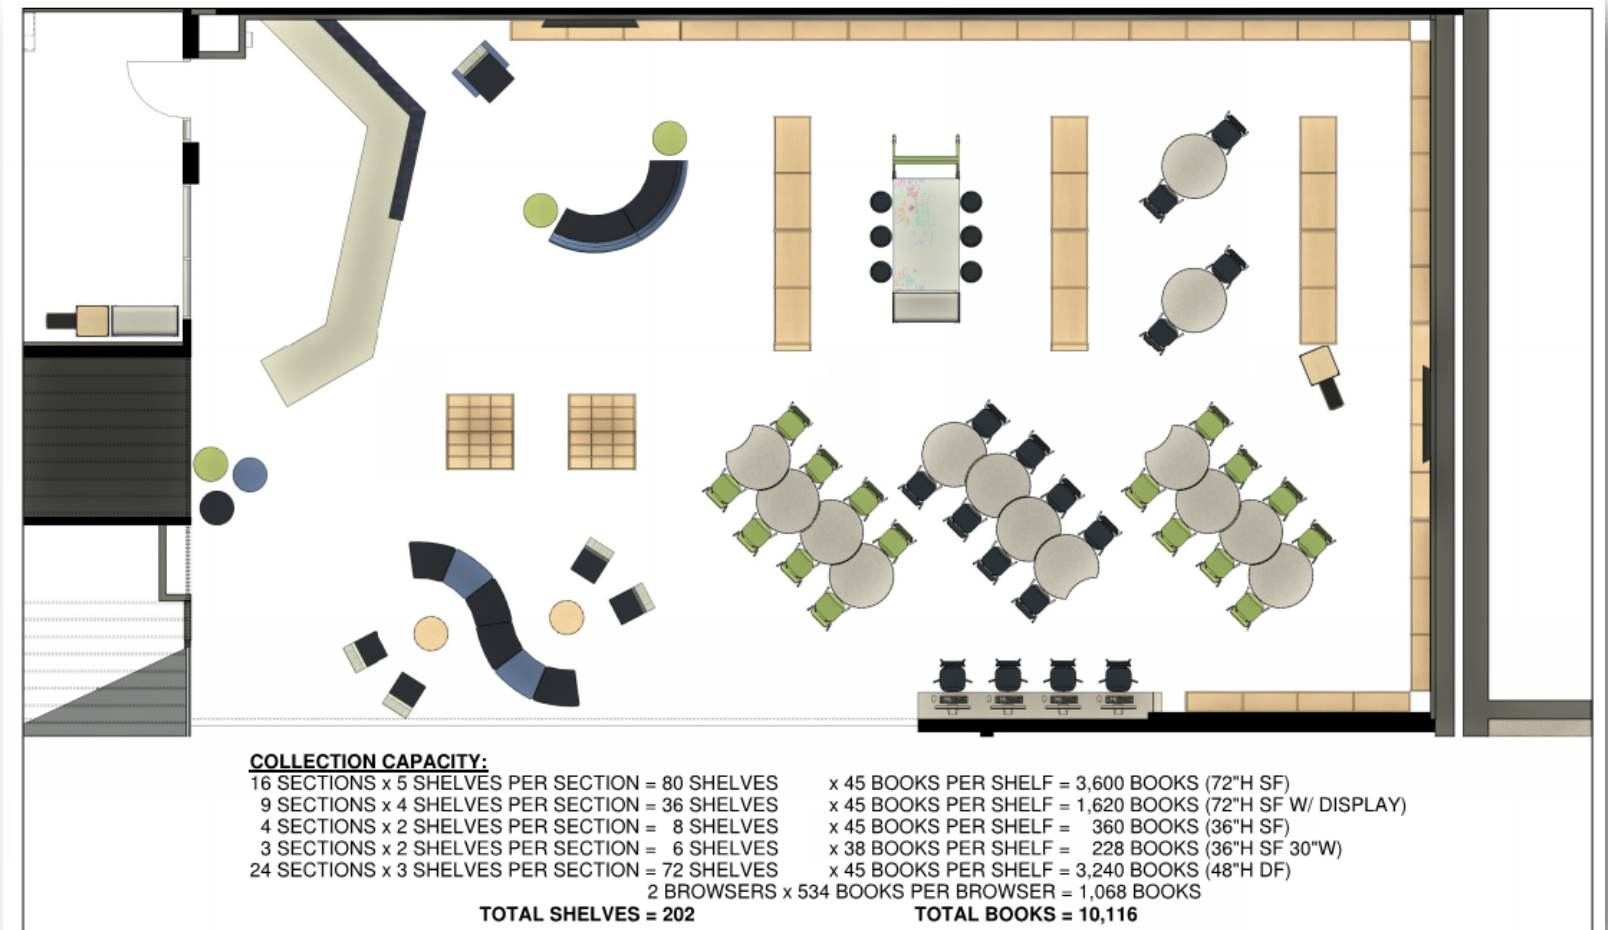 COLLECTION CAPACITY:
16 SECTIONS x 5 SHELVES PER SECTION = 80 SHELVES x 45 BOOKS PER SHELF = 3,600 BOOKS (72"H SF)
9 SECTIONS x 4 SHELVES PER SECTION = 36 SHELVES x 45 BOOKS PER SHELF = 1,620 BOOKS (72"H SF W/ DISPLAY)
4 SECTIONS x 2 SHELVES PER SECTION = 8 SHELVES x 45 BOOKS PER SHELF = 360 BOOKS (36"H SF)
3 SECTIONS x 2 SHELVES PER SECTION = 6 SHELVES x 38 BOOKS PER SHELF = 228 BOOKS (36"H SF 30"W)
24 SECTIONS x 3 SHELVES PER SECTION = 72 SHELVES x 45 BOOKS PER SHELF = 3,240 BOOKS (48"H DF)
2 BROWSERS x 534 BOOKS PER BROWSER = 1,068 BOOKS
TOTAL SHELVES = 202 TOTAL BOOKS = 10,116